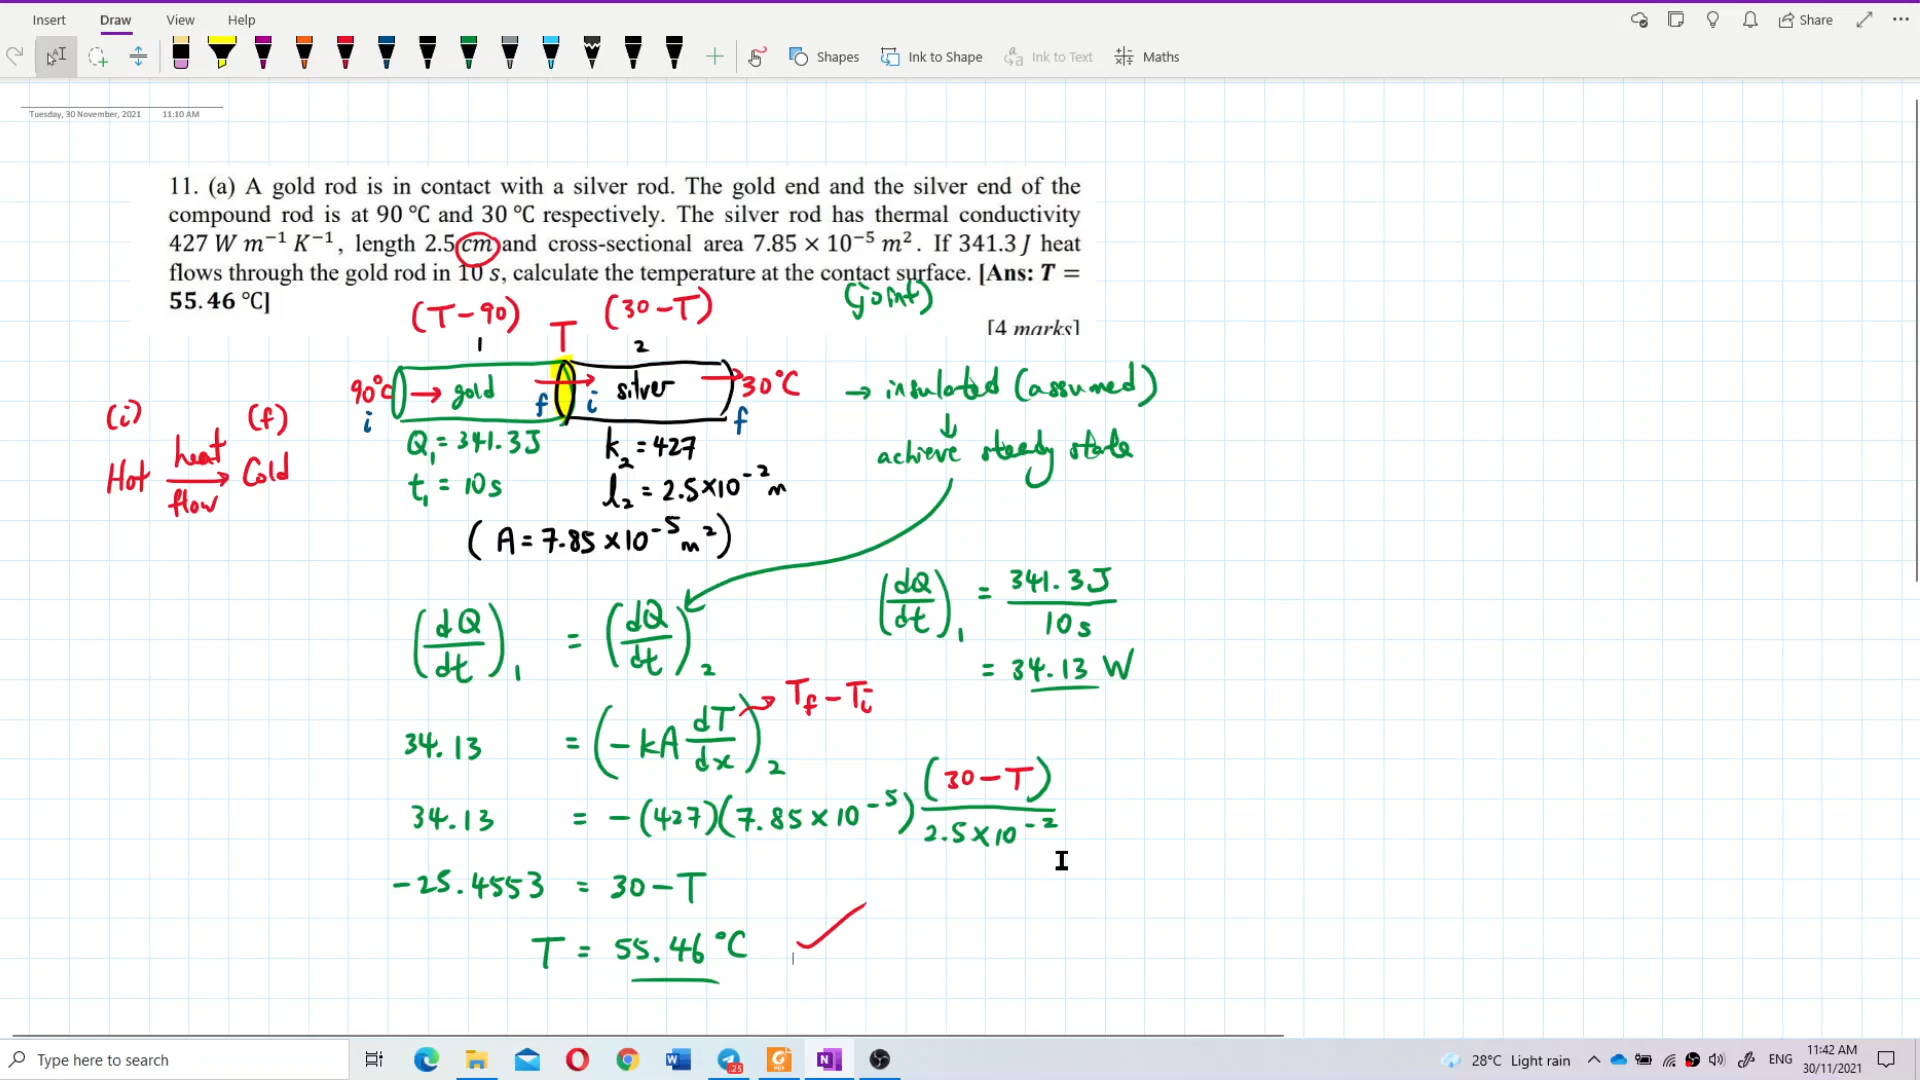 Insert Draw View Help
Share
Shapes Ink to Shape Ink to Text Maths
Tuesday, 30 November, 2021 11:10 AM
11. (a) A gold rod is in contact with a silver rod. The gold end and the silver end of the
compound rod is at 90 °C and 30 °C respectively. The silver rod has thermal conductivity
427 W m⁻¹ K⁻¹, length 2.5 cm and cross-sectional area 7.85 × 10⁻⁵ m². If 341.3 J heat
flows through the gold rod in 10 s, calculate the temperature at the contact surface. [Ans: T =
55.46 °C]
(joint)
[4 marks]
(T-90) T (30-T)
1 2
90°C → gold silver 30°C
i f i f
→ insulated (assumed)
↓
achieve steady state
(i) (f)
Hot heat flow → Cold
Q₁ = 341.3J k₂ = 427
t₁ = 10s l₂ = 2.5×10⁻² m
(A = 7.85×10⁻⁵ m²)
(dQ/dt)₁ = (dQ/dt)₂
(dQ/dt)₁ = 341.3J/10s
= 34.13 W
34.13 = (-kA dT/dx)₂ → Tf - Ti
34.13 = -(427)(7.85×10⁻⁵) (30-T)/2.5×10⁻²
-25.4553 = 30-T
T = 55.46 °C
Type here to search
.25
28°C Light rain
ENG
11:42 AM
30/11/2021